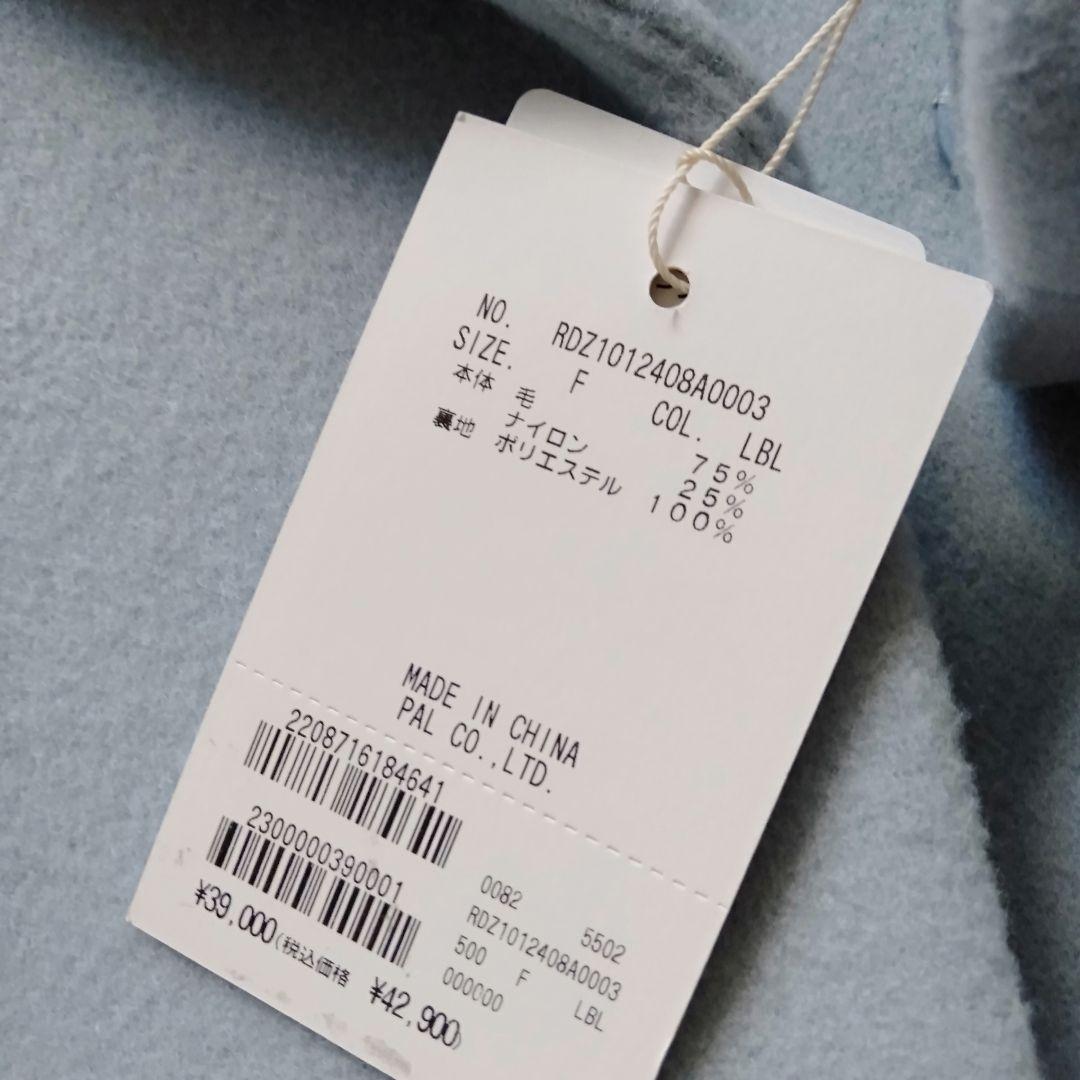 NO. RDZ1012408A0003
SIZE. F COL. LBL
本体 毛 75%
ナイロン 25%
裏地 ポリエステル 100%
MADE IN CHINA
PAL CO.,LTD.
2208716184641
2300000390001
¥39,000(税込価格 ¥42,900)
0082 5502
RDZ1012408A0003
500 F LBL
000000